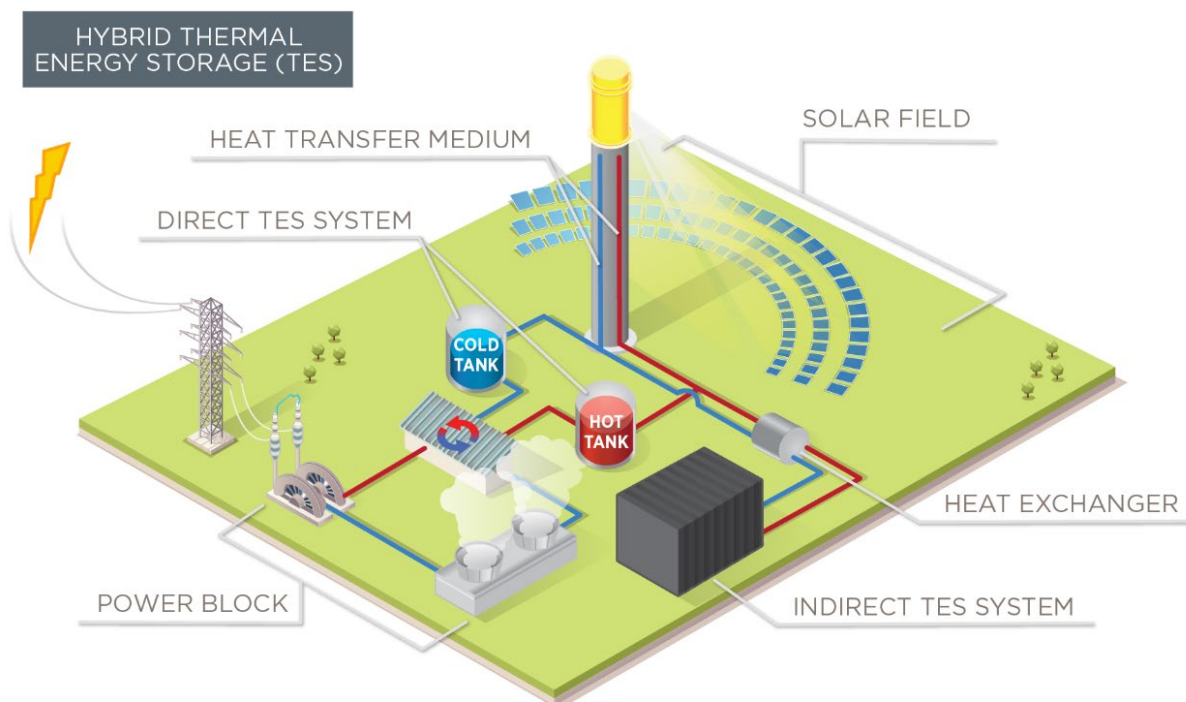 HYBRID THERMAL
ENERGY STORAGE (TES)
SOLAR FIELD
HEAT TRANSFER MEDIUM
DIRECT TES SYSTEM
COLD
TANK
HOT
TANK
HEAT EXCHANGER
POWER BLOCK
INDIRECT TES SYSTEM